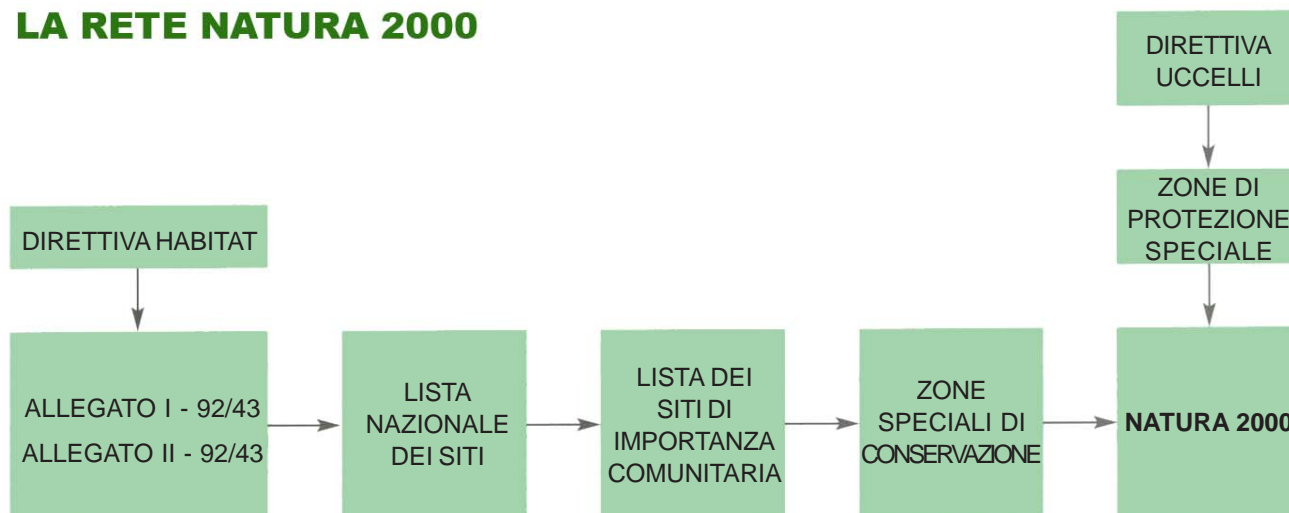 LA RETE NATURA 2000
DIRETTIVA
UCCELLI
ZONE DI
PROTEZIONE
SPECIALE
DIRETTIVA HABITAT
ALLEGATO I - 92/43
ALLEGATO II - 92/43
LISTA
NAZIONALE
DEI SITI
LISTA DEI
SITI DI
IMPORTANZA
COMUNITARIA
ZONE
SPECIALI DI
CONSERVAZIONE
NATURA 2000